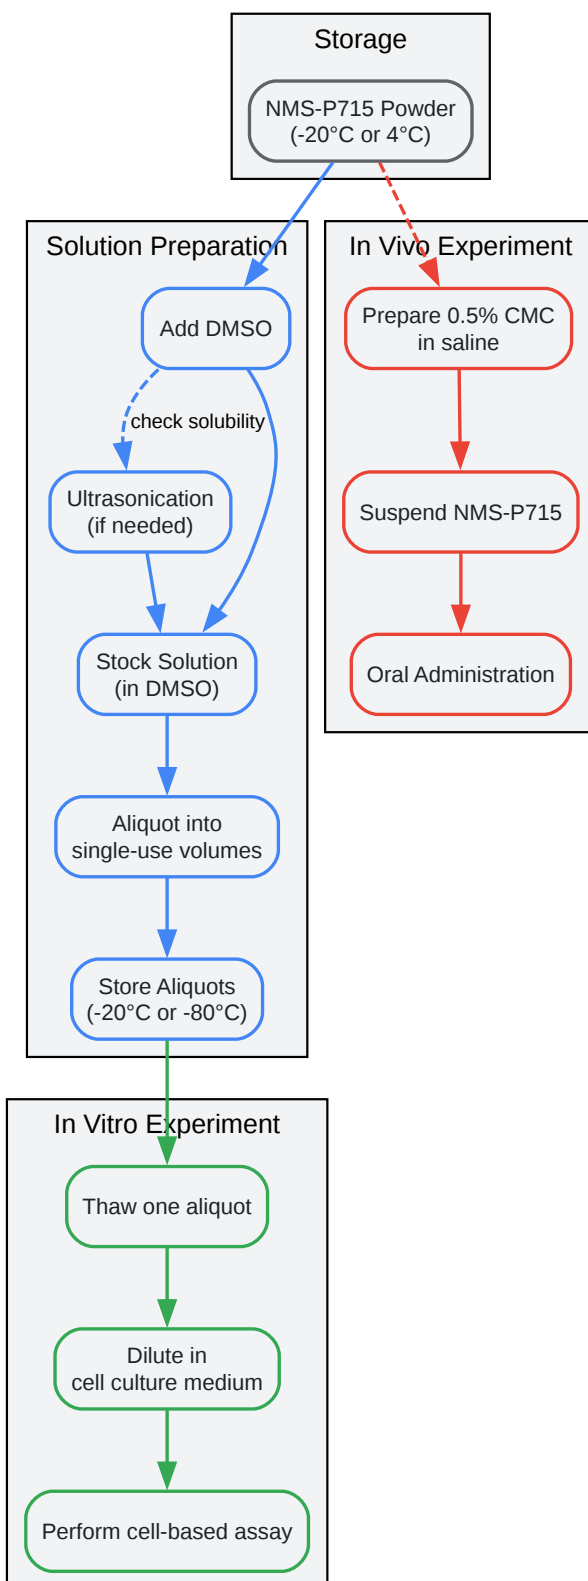 Storage
NMS-P715 Powder
(-20°C or 4°C)
Solution Preparation
Add DMSO
check solubility
Ultrasonication
(if needed)
Stock Solution
(in DMSO)
Aliquot into
single-use volumes
Store Aliquots
(-20°C or -80°C)
In Vivo Experiment
Prepare 0.5% CMC
in saline
Suspend NMS-P715
Oral Administration
In Vitro Experiment
Thaw one aliquot
Dilute in
cell culture medium
Perform cell-based assay